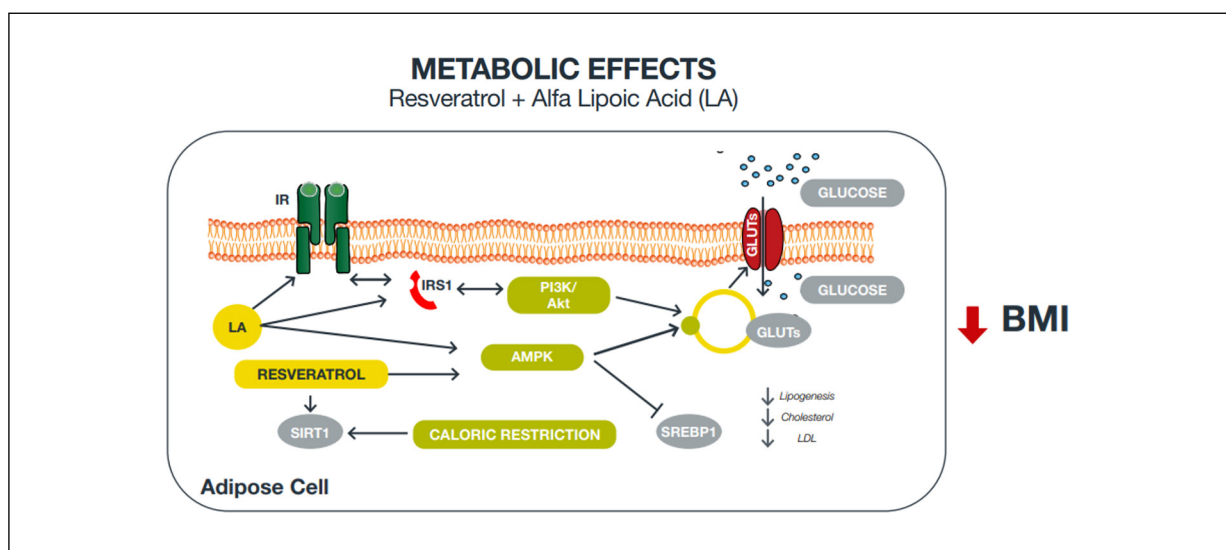 METABOLIC EFFECTS
Resveratrol + Alfa Lipoic Acid (LA)
GLUCOSE
IR
GLUTs
GLUCOSE
IRS1
PI3K/
Akt
LA
GLUTs
BMI
AMPK
RESVERATROL
Lipogenesis
Cholesterol
LDL
SIRT1
CALORIC RESTRICTION
SREBP1
Adipose Cell